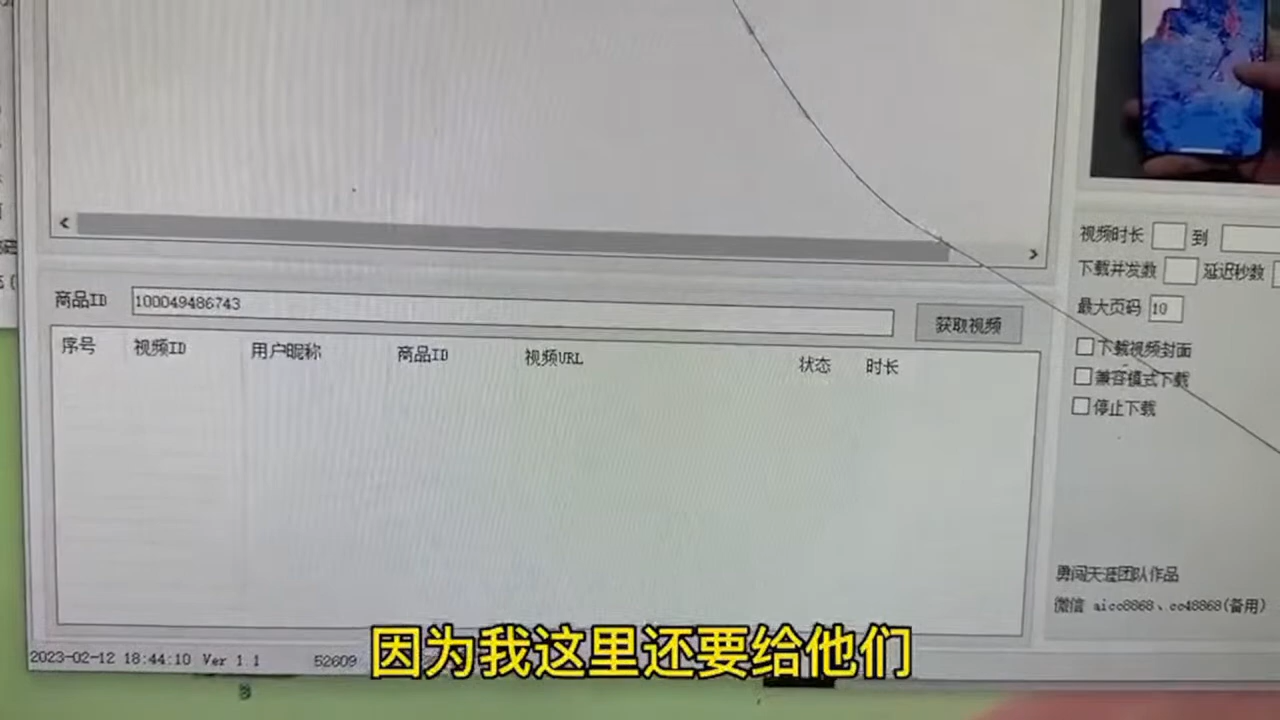 视频时长 到
下载并发数 延迟秒数
最大页码 10
下载视频封面
兼容模式下载
停止下载
商品ID 100049486743 获取视频
序号 视频ID 用户昵称 商品ID 视频URL 状态 时长
勇闯天涯团队作品
微信 aicc8868、cc48868(备用)
2023-02-12 18:44:10 Ver 1.1 52609
因为我这里还要给他们